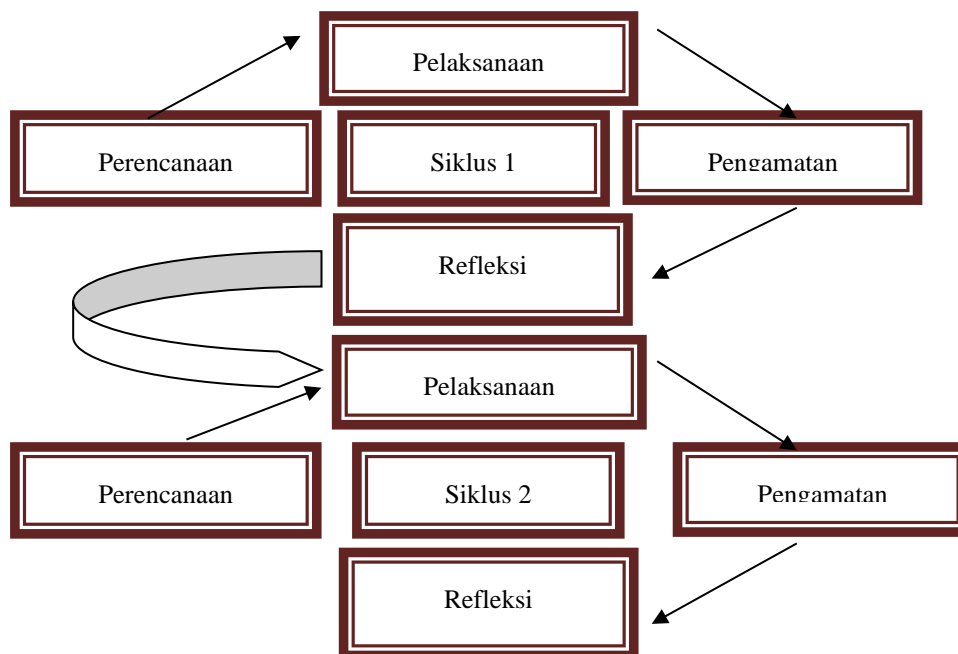 Pelaksanaan
Perencanaan
Siklus 1
Pengamatan
Refleksi
Pelaksanaan
Perencanaan
Siklus 2
Pengamatan
Refleksi